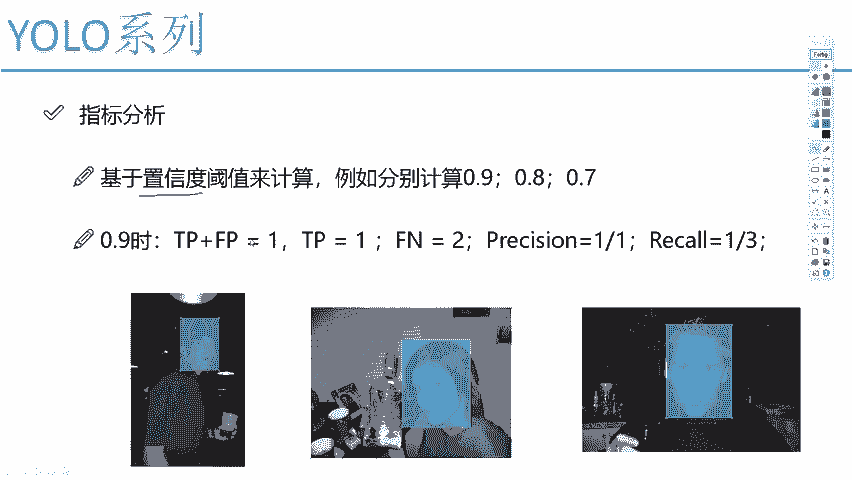 YOLO系列
指标分析
基于置信度阈值来计算，例如分别计算0.9；0.8；0.7
0.9时：TP+FP = 1，TP = 1 ；FN = 2；Precision=1/1；Recall=1/3；